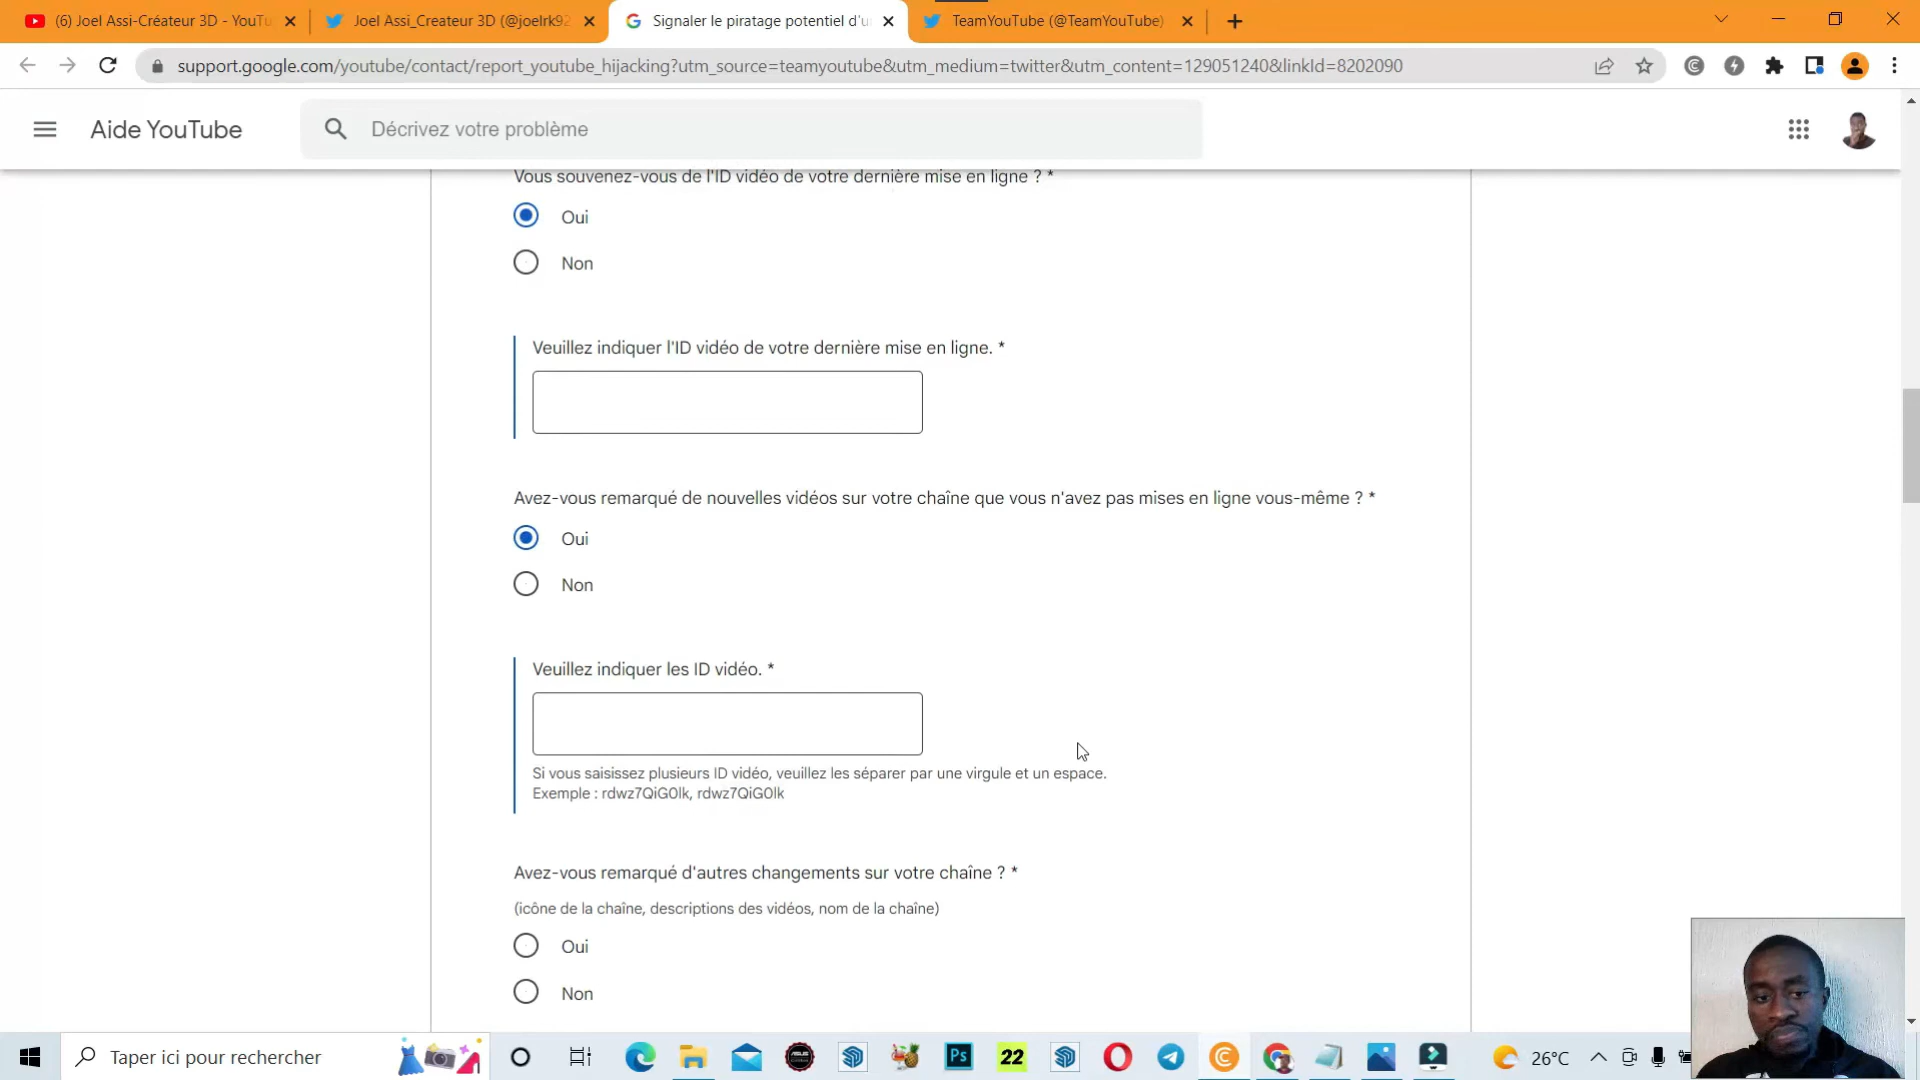 (6) Joel Assi-Créateur 3D - YouTu
Joel Assi_Createur 3D (@joelrk92
Signaler le piratage potentiel d'u
TeamYouTube (@TeamYouTube)
support.google.com/youtube/contact/report_youtube_hijacking?utm_source=teamyoutube&utm_medium=twitter&utm_content=129051240&linkId=8202090
Aide YouTube
Décrivez votre problème
Vous souvenez-vous de l'ID vidéo de votre dernière mise en ligne ? *
Oui
Non
Veuillez indiquer l'ID vidéo de votre dernière mise en ligne. *
Avez-vous remarqué de nouvelles vidéos sur votre chaîne que vous n'avez pas mises en ligne vous-même ? *
Oui
Non
Veuillez indiquer les ID vidéo. *
Si vous saisissez plusieurs ID vidéo, veuillez les séparer par une virgule et un espace.
Exemple : rdwz7QiG0lk, rdwz7QiG0lk
Avez-vous remarqué d'autres changements sur votre chaîne ? *
(icône de la chaîne, descriptions des vidéos, nom de la chaîne)
Oui
Non
Taper ici pour rechercher
Ps
22
26°C